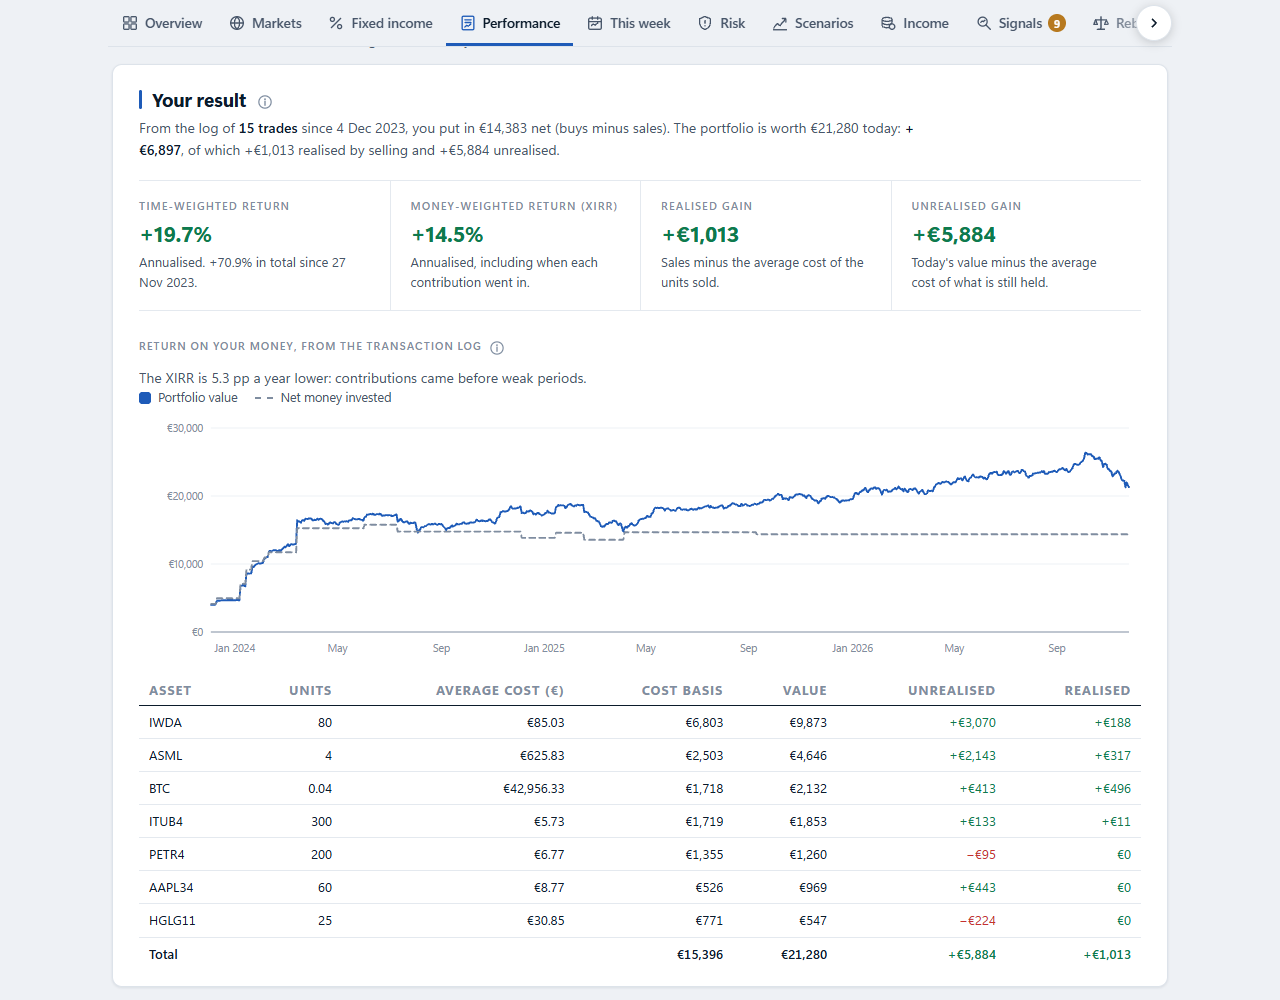 Overview Markets Fixed income Performance This week Risk Scenarios Income Signals 9
Your result
From the log of 15 trades since 4 Dec 2023, you put in €14,383 net (buys minus sales). The portfolio is worth €21,280 today: +
€6,897, of which +€1,013 realised by selling and +€5,884 unrealised.
TIME-WEIGHTED RETURN
+19.7%
Annualised. +70.9% in total since 27
Nov 2023.
MONEY-WEIGHTED RETURN (XIRR)
+14.5%
Annualised, including when each
contribution went in.
REALISED GAIN
+€1,013
Sales minus the average cost of the
units sold.
UNREALISED GAIN
+€5,884
Today's value minus the average
cost of what is still held.
RETURN ON YOUR MONEY, FROM THE TRANSACTION LOG
The XIRR is 5.3 pp a year lower: contributions came before weak periods.
Portfolio value Net money invested
€30,000
€20,000
€10,000
€0
Jan 2024 May Sep Jan 2025 May Sep Jan 2026 May Sep
ASSET UNITS AVERAGE COST (€) COST BASIS VALUE UNREALISED REALISED
IWDA 80 €85.03 €6,803 €9,873 +€3,070 +€188
ASML 4 €625.83 €2,503 €4,646 +€2,143 +€317
BTC 0.04 €42,956.33 €1,718 €2,132 +€413 +€496
ITUB4 300 €5.73 €1,719 €1,853 +€133 +€11
PETR4 200 €6.77 €1,355 €1,260 −€95 €0
AAPL34 60 €8.77 €526 €969 +€443 €0
HGLG11 25 €30.85 €771 €547 −€224 €0
Total €15,396 €21,280 +€5,884 +€1,013